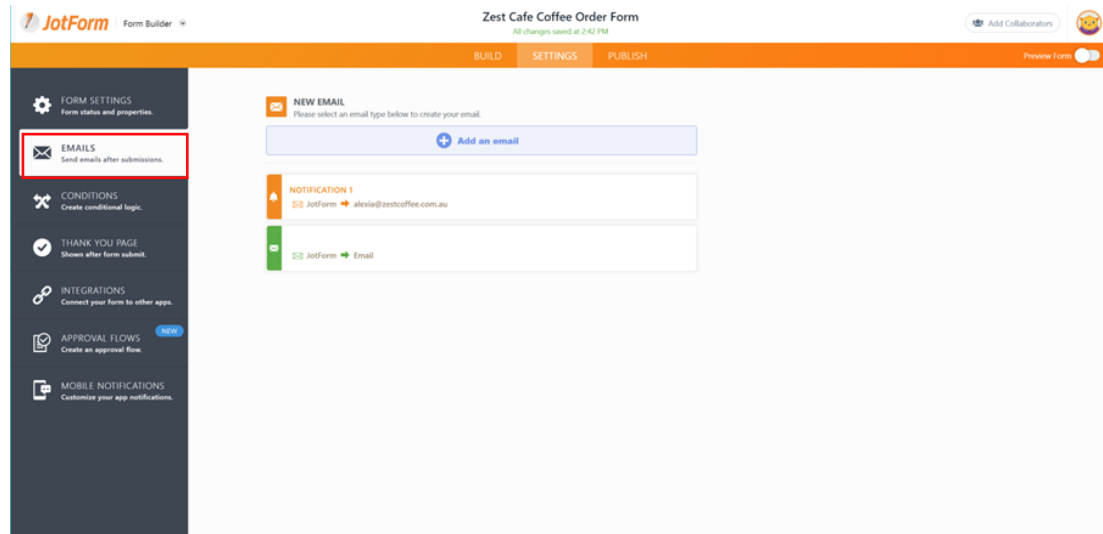 JotForm Form Builder
Zest Cafe Coffee Order Form
All changes saved at 2:42 PM
Add Collaborators
BUILD SETTINGS PUBLISH
Preview Form
FORM SETTINGS
Form status and properties.
EMAILS
Send emails after submissions.
CONDITIONS
Create conditional logic.
THANK YOU PAGE
Shown after form submit.
INTEGRATIONS
Connect your form to other apps.
APPROVAL FLOWS NEW
Create an approval flow.
MOBILE NOTIFICATIONS
Customize your app notifications.
NEW EMAIL
Please select an email type below to create your email.
Add an email
NOTIFICATION 1
JotForm alexia@zestcoffee.com.au
JotForm Email